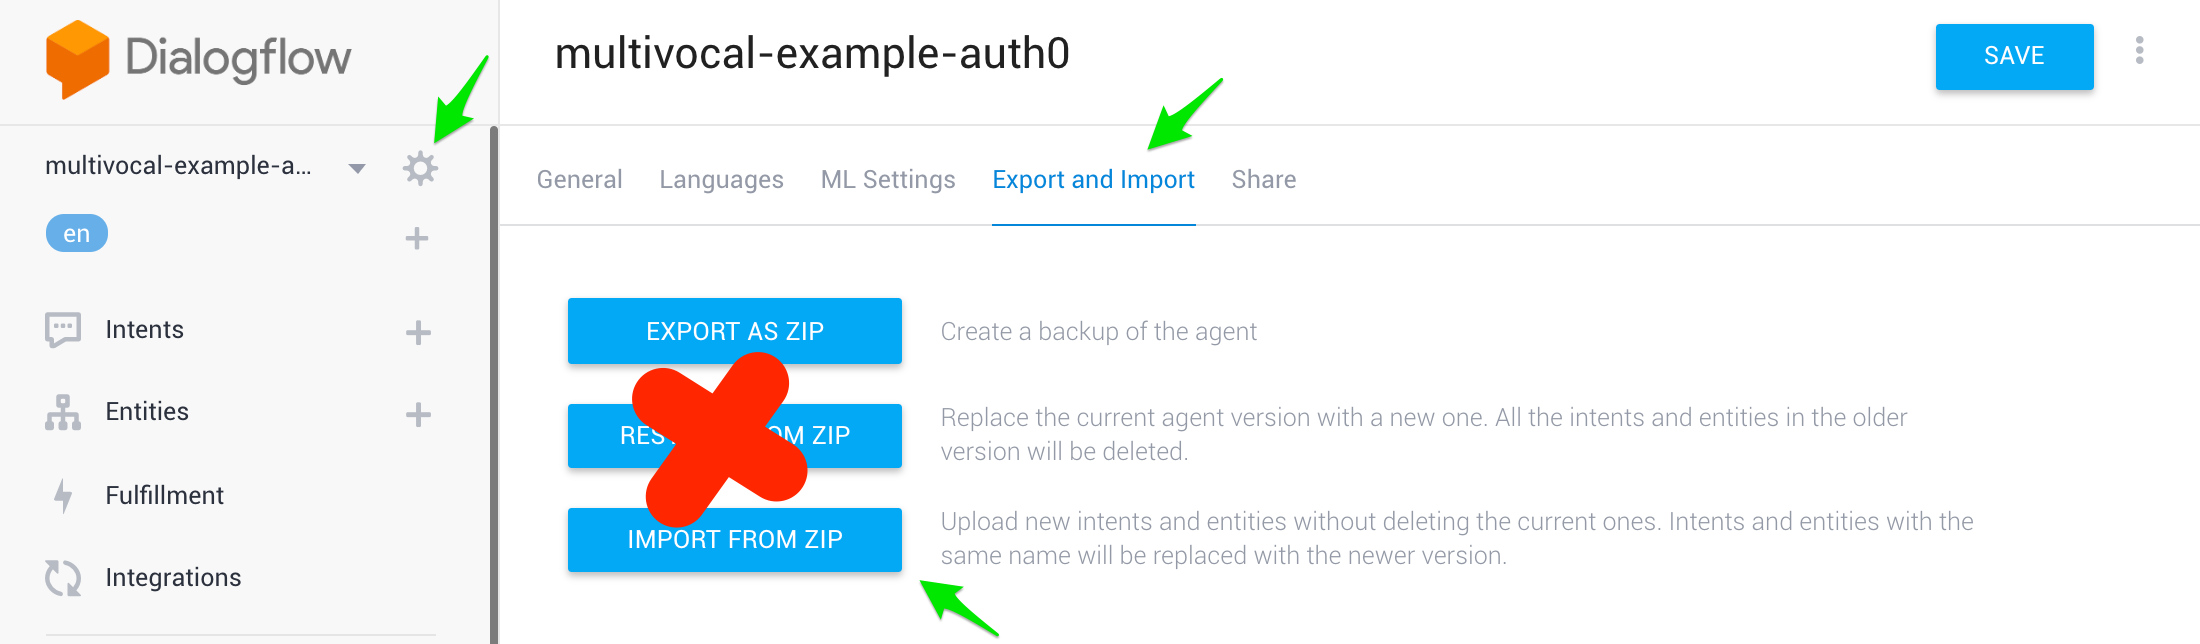 Dialogflow
multivocal-example-auth0
SAVE
multivocal-example-a...
en
Intents
Entities
Fulfillment
Integrations
General Languages ML Settings Export and Import Share
EXPORT AS ZIP
Create a backup of the agent
ZIP
Replace the current agent version with a new one. All the intents and entities in the older
version will be deleted.
IMPORT FROM ZIP
Upload new intents and entities without deleting the current ones. Intents and entities with the
same name will be replaced with the newer version.